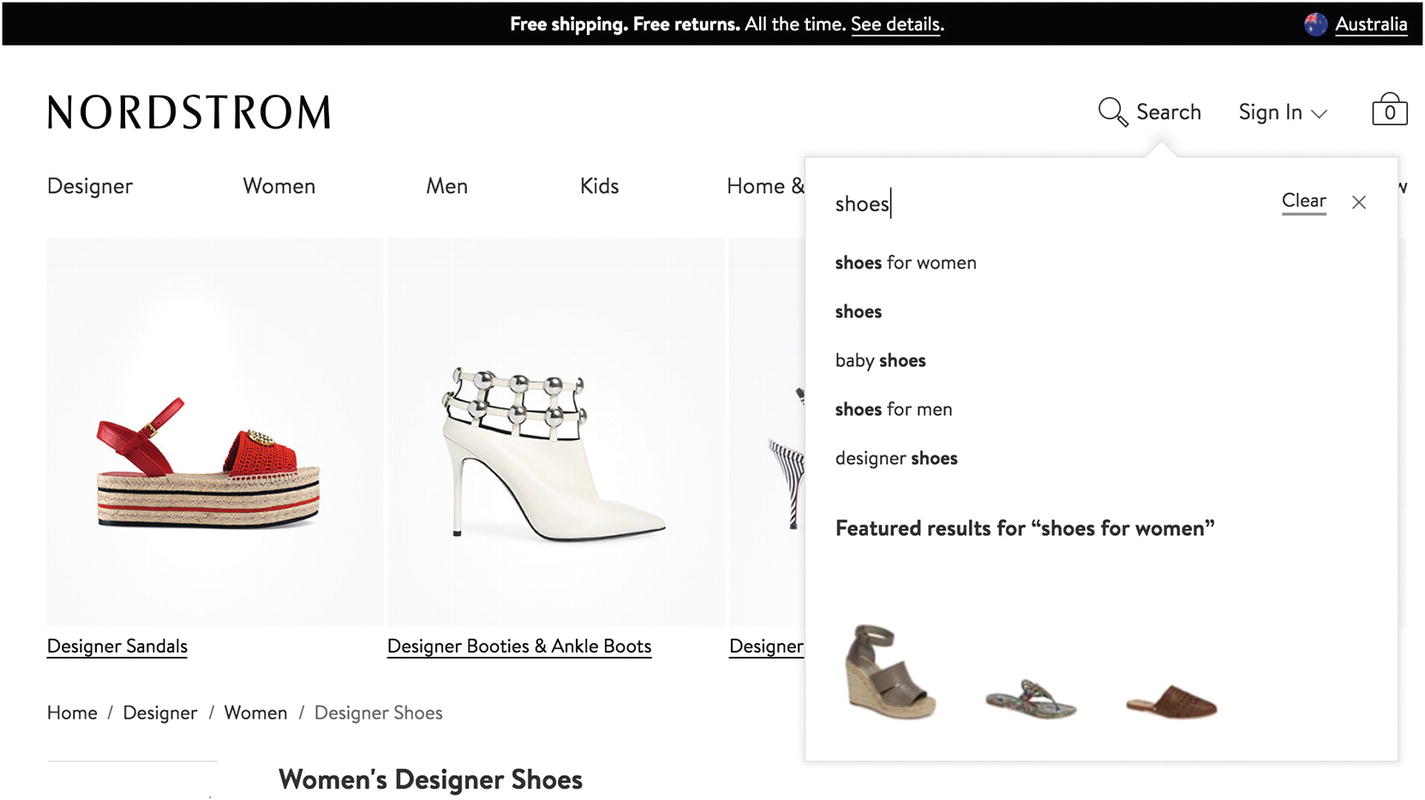 Free shipping. Free returns. All the time. See details.
Australia
NORDSTROM
Search
Sign In
0
Designer
Women
Men
Kids
Home &
w
shoes
Clear
shoes for women
shoes
baby shoes
shoes for men
designer shoes
Featured results for “shoes for women”
Designer Sandals
Designer Booties & Ankle Boots
Designer
Home / Designer / Women / Designer Shoes
Women's Designer Shoes